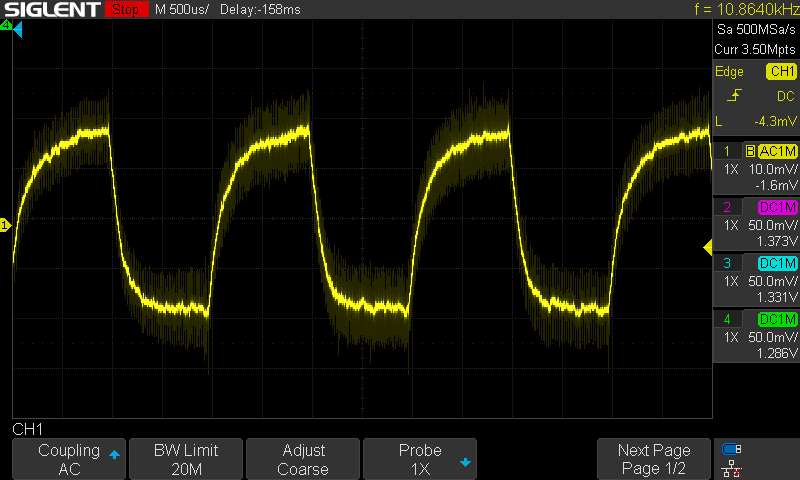 SIGLENT Stop M 500us/ Delay:-158ms f = 10.8640kHz
Sa 500MSa/s
Curr 3.50Mpts
Edge CH1
DC
L -4.3mV
1 B AC1M
1X 10.0mV/
-1.6mV
2 DC1M
1X 50.0mV/
1.373V
3 DC1M
1X 50.0mV/
1.331V
4 DC1M
1X 50.0mV/
1.286V
4
1
CH1
Coupling
AC
BW Limit
20M
Adjust
Coarse
Probe
1X
Next Page
Page 1/2